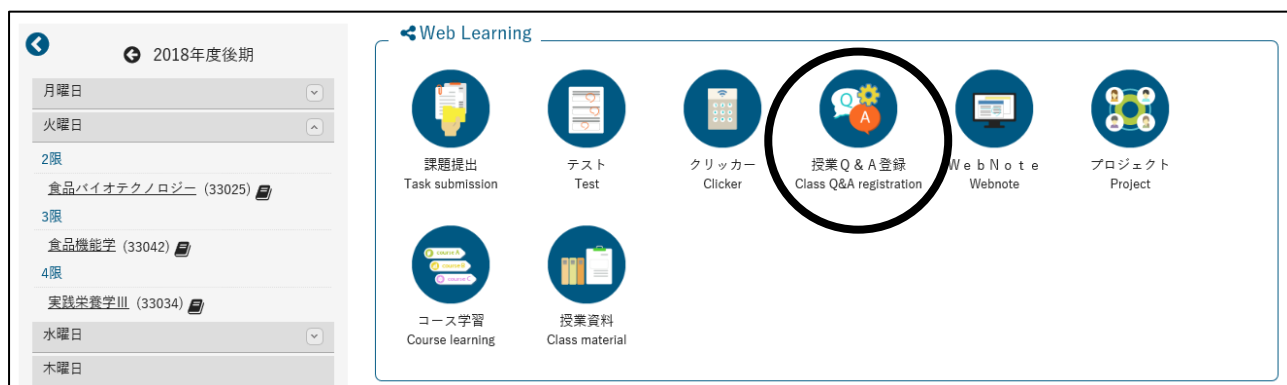 2018年度後期
月曜日
火曜日
2限
食品バイオテクノロジー (33025)
3限
食品機能学 (33042)
4限
実践栄養学III (33034)
水曜日
木曜日
Web Learning
課題提出
Task submission
テスト
Test
クリッカー
Clicker
Q
A
授業Q & A登録
Class Q&A registration
WebNote
Webnote
プロジェクト
Project
course A
course B
course C
コース学習
Course learning
授業資料
Class material